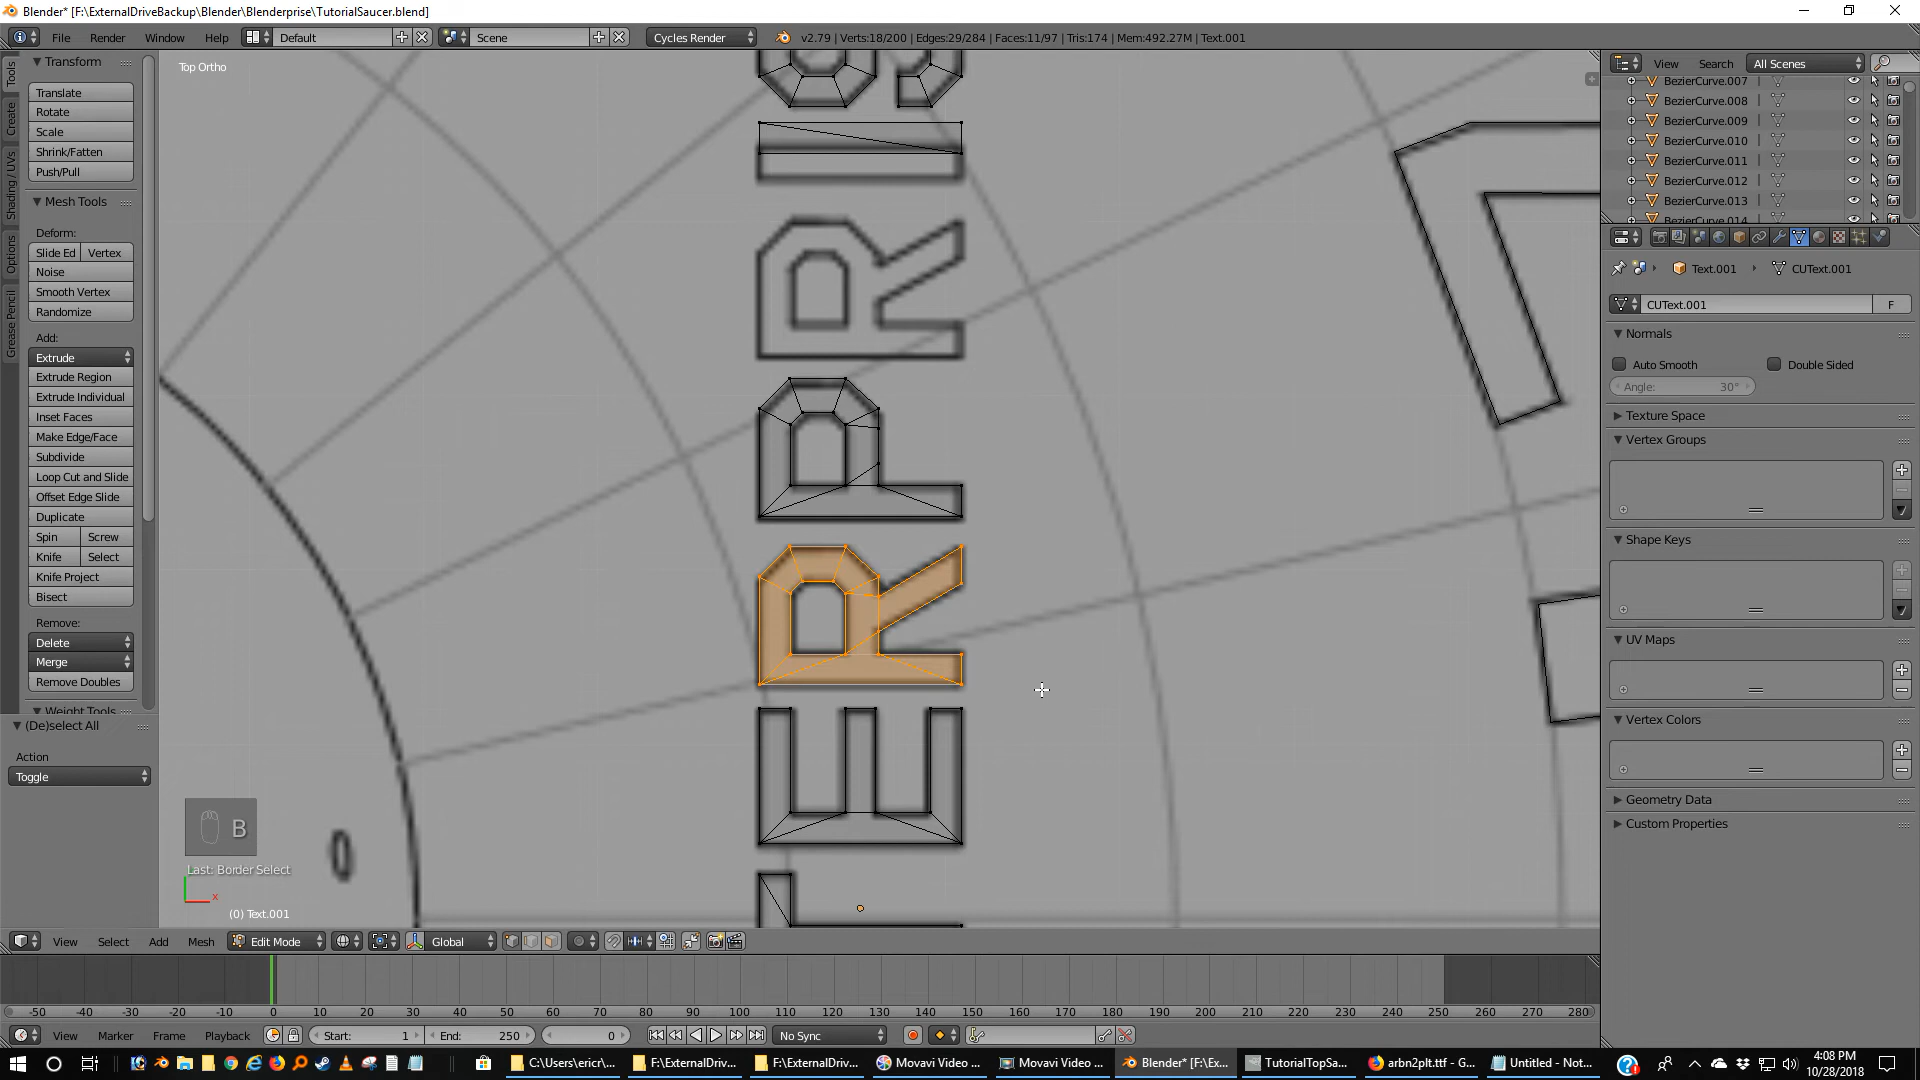 Blender* [F:\ExternalDriveBackup\Blender\Blenderprise\TutorialSaucer.blend]
File Render Window Help Default Scene Cycles Render v2.79 | Verts:18/200 | Edges:29/284 | Faces:11/97 | Tris:174 | Mem:492.27M | Text.001
Tools
Create
Shading / UVs
Options
Grease Pencil
Transform
Translate
Rotate
Scale
Shrink/Fatten
Push/Pull
Mesh Tools
Deform:
Slide Ed Vertex
Noise
Smooth Vertex
Randomize
Add:
Extrude
Extrude Region
Extrude Individual
Inset Faces
Make Edge/Face
Subdivide
Loop Cut and Slide
Offset Edge Slide
Duplicate
Spin Screw
Knife Select
Knife Project
Bisect
Remove:
Delete
Merge
Remove Doubles
Weight Tools
(De)select All
Action
Toggle
Top Ortho
E R P R I
B
Last: Border Select
x
(0) Text.001
View Search All Scenes
BezierCurve.007
BezierCurve.008
BezierCurve.009
BezierCurve.010
BezierCurve.011
BezierCurve.012
BezierCurve.013
BezierCurve.014
Text.001 CUText.001
CUText.001 F
Normals
Auto Smooth Double Sided
Angle: 30°
Texture Space
Vertex Groups
Shape Keys
UV Maps
Vertex Colors
Geometry Data
Custom Properties
View Select Add Mesh Edit Mode Global
-50 -40 -30 -20 -10 0 10 20 30 40 50 60 70 80 90 100 110 120 130 140 150 160 170 180 190 200 210 220 230 240 250 260 270 280
View Marker Frame Playback Start: 1 End: 250 0 No Sync
C:\Users\ericr\... F:\ExternalDriv... F:\ExternalDriv... Movavi Video ... Movavi Video ... Blender* [F:\Ex... TutorialTopSa... arbn2plt.ttf - G... Untitled - Not...
4:08 PM
10/28/2018